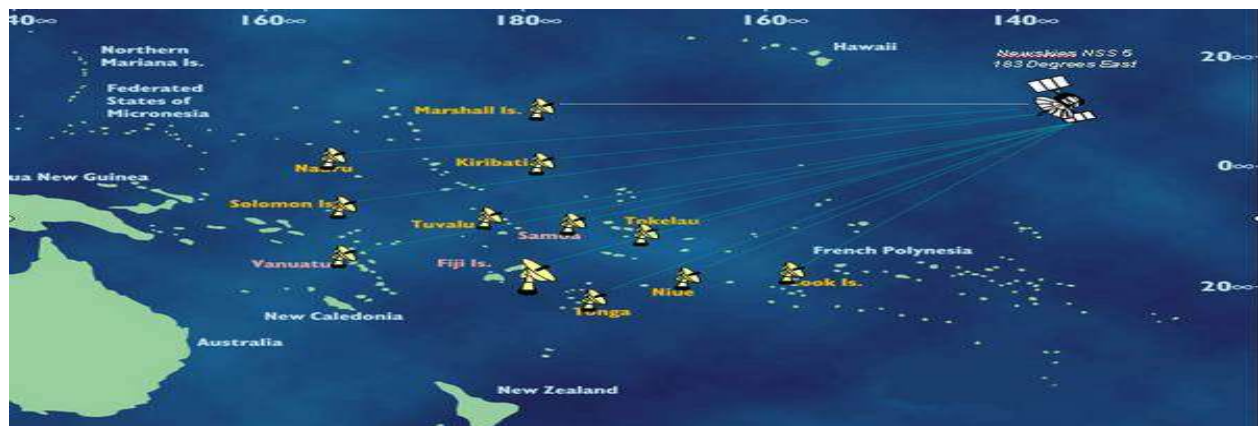 40∞ 160∞ 180∞ 160∞ 140∞
Northern
Mariana Is.
Hawaii
Newskies NSS 5
183 Degrees East
20∞
Federated
States of
Micronesia
Marshall Is.
Nauru
Kiribati
0∞
ua New Guinea
Solomon Is.
Tuvalu
Samoa
Tokelau
Vanuatu
Fiji Is.
French Polynesia
Niue
ook Is.
20∞
Tonga
New Caledonia
Australia
New Zealand